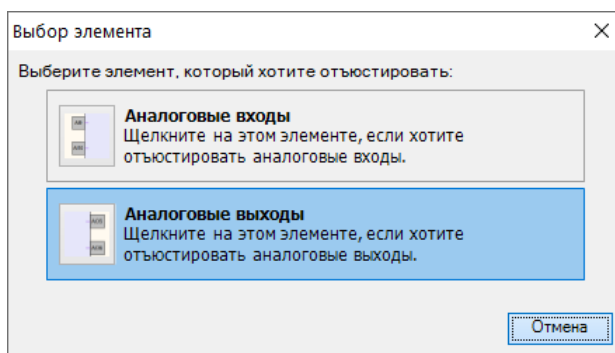 Выбор элемента
Выберите элемент, который хотите отъюстировать:
Аналоговые входы
Щелкните на этом элементе, если хотите
отъюстировать аналоговые входы.
Аналоговые выходы
Щелкните на этом элементе, если хотите
отъюстировать аналоговые выходы.
Отмена